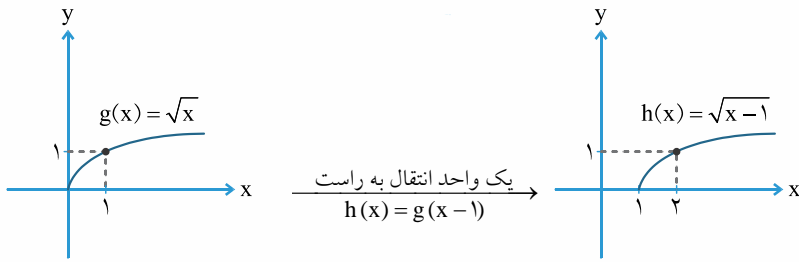 y
g(x) = √x
۱
x
۱
یک واحد انتقال به راست
h(x) = g(x − ۱)
y
h(x) = √x − ۱
۱
x
۱ ۲